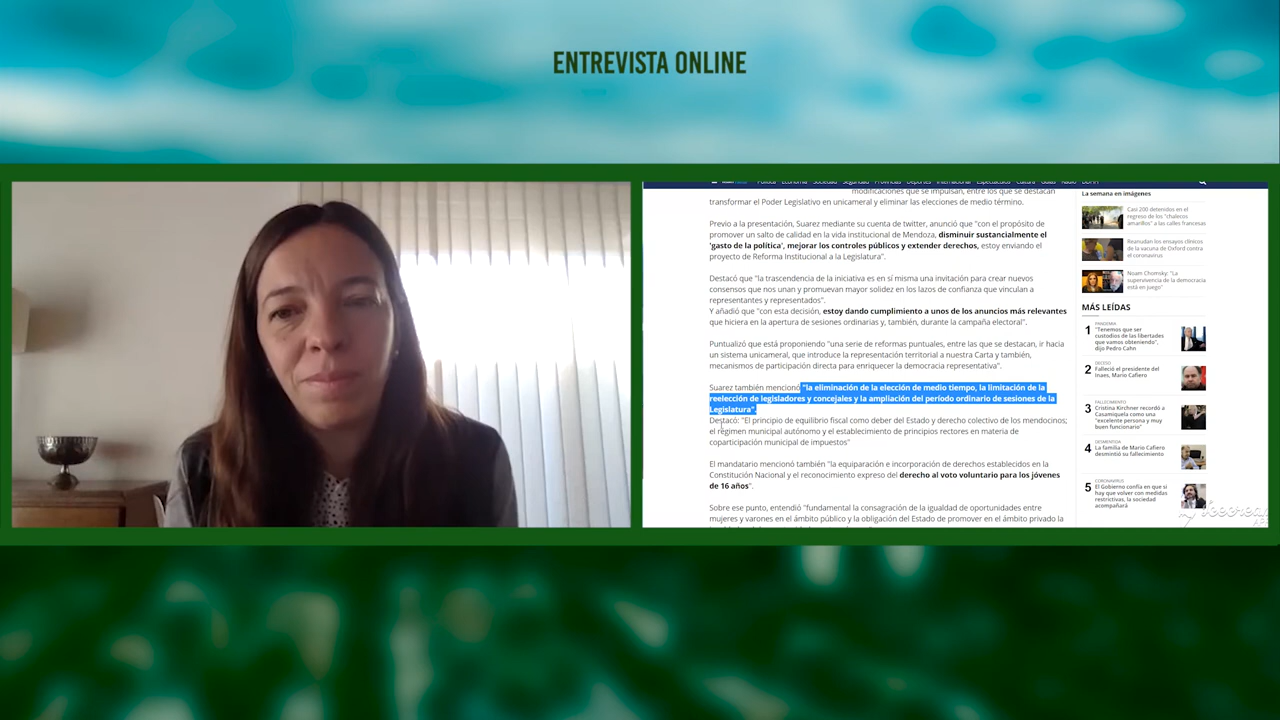 ENTREVISTA ONLINE
modificaciones que se impulsan, entre los que se destacan
transformar el Poder Legislativo en unicameral y eliminar las elecciones de medio término.
Previo a la presentación, Suarez mediante su cuenta de twitter, anunció que "con el propósito de
promover un salto de calidad en la vida institucional de Mendoza, disminuir sustancialmente el
'gasto de la política', mejorar los controles públicos y extender derechos, estoy enviando el
proyecto de Reforma Institucional a la Legislatura".
Destacó que "la trascendencia de la iniciativa es en sí misma una invitación para crear nuevos
consensos que nos unan y promuevan mayor solidez en los lazos de confianza que vinculan a
representantes y representados".
Y añadió que "con esta decisión, estoy dando cumplimiento a unos de los anuncios más relevantes
que hiciera en la apertura de sesiones ordinarias y, también, durante la campaña electoral".
Puntualizó que está proponiendo "una serie de reformas puntuales, entre las que se destacan, ir hacia
un sistema unicameral, que introduce la representación territorial a nuestra Carta y también,
mecanismos de participación directa para enriquecer la democracia representativa".
Suarez también mencionó "la eliminación de la elección de medio tiempo, la limitación de la
reelección de legisladores y concejales y la ampliación del período ordinario de sesiones de la
Legislatura".
Destacó: "El principio de equilibrio fiscal como deber del Estado y derecho colectivo de los mendocinos;
el régimen municipal autónomo y el establecimiento de principios rectores en materia de
coparticipación municipal de impuestos"
El mandatario mencionó también "la equiparación e incorporación de derechos establecidos en la
Constitución Nacional y el reconocimiento expreso del derecho al voto voluntario para los jóvenes
de 16 años".
Sobre ese punto, entendió "fundamental la consagración de la igualdad de oportunidades entre
mujeres y varones en el ámbito público y la obligación del Estado de promover en el ámbito privado la
La semana en imágenes
Casi 200 detenidos en el
regreso de los "chalecos
amarillos" a las calles francesas
Reanudan los ensayos clínicos
de la vacuna de Oxford contra
el coronavirus
Noam Chomsky: "La
supervivencia de la democracia
está en juego"
MÁS LEÍDAS
1
PANDEMIA
"Tenemos que ser
custodios de las libertades
que vamos obteniendo",
dijo Pedro Cahn
2
DECESO
Falleció el presidente del
Inaes, Mario Cafiero
3
FALLECIMIENTO
Cristina Kirchner recordó a
Casamiquela como una
"excelente persona y muy
buen funcionario"
4
DESMENTIDA
La familia de Mario Cafiero
desmintió su fallecimiento
5
CORONAVIRUS
El Gobierno confía en que si
hay que volver con medidas
restrictivas, la sociedad
acompañará